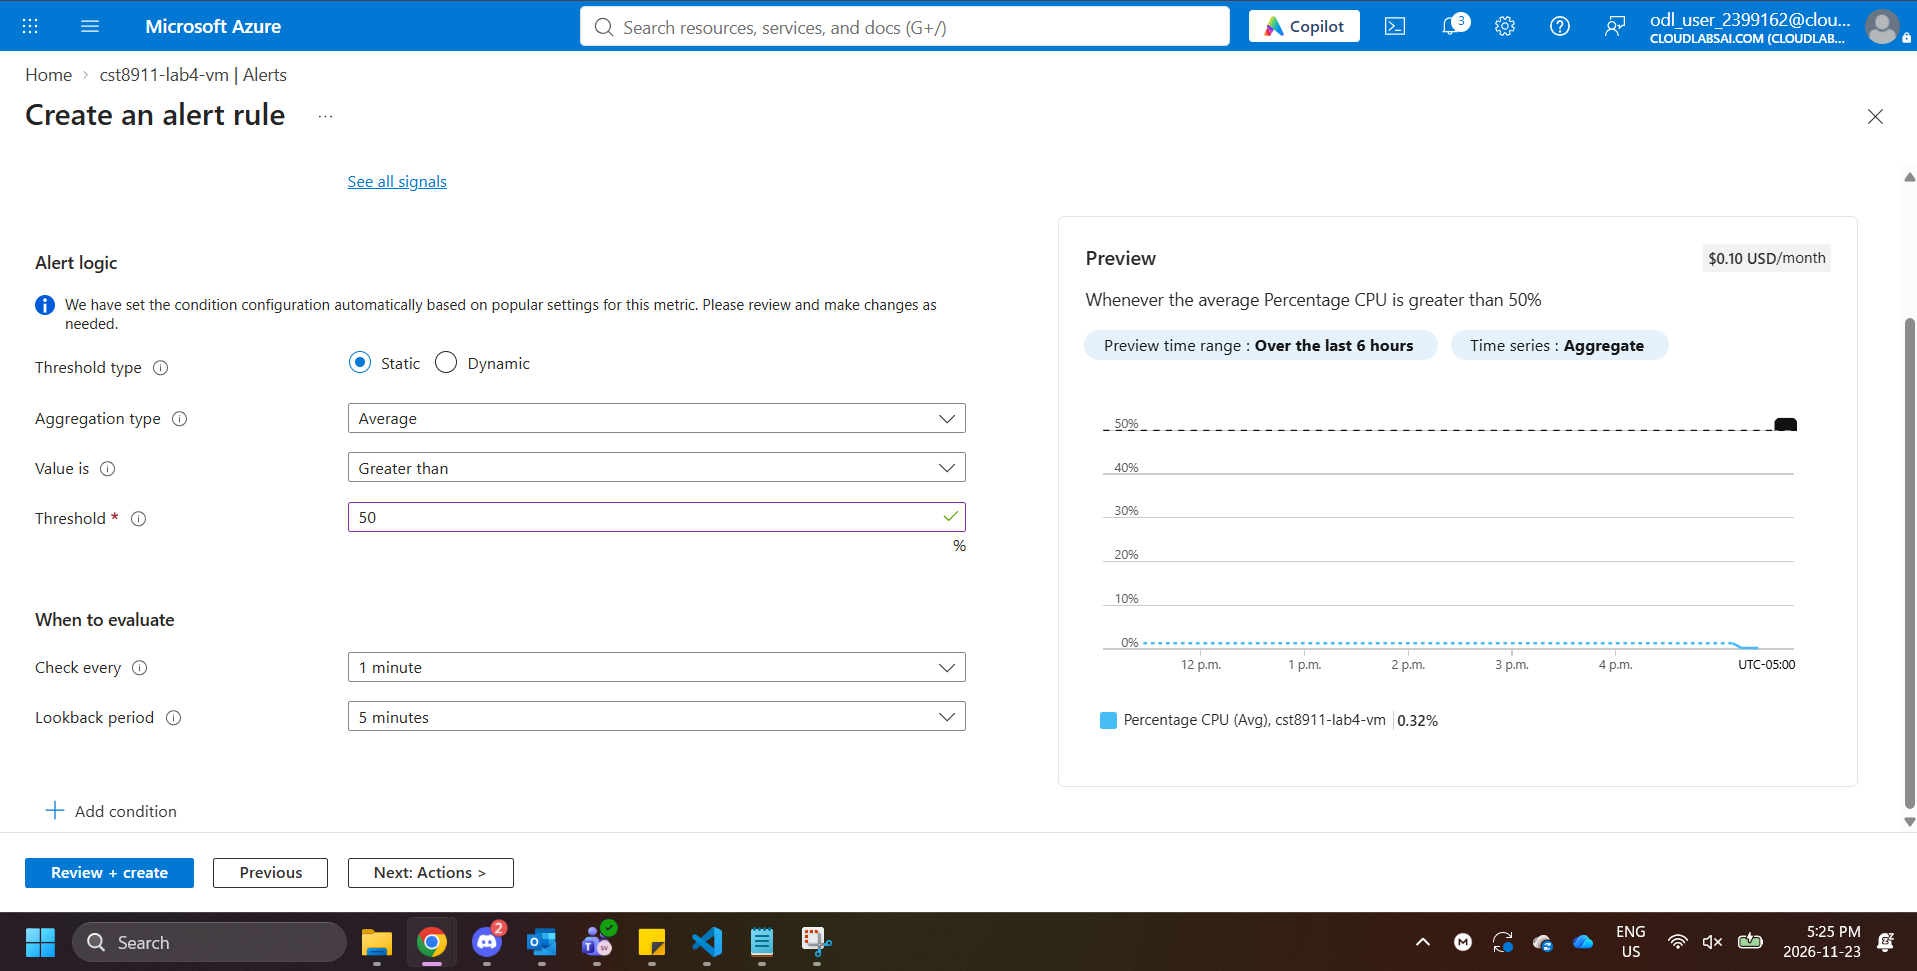 Microsoft Azure
Search resources, services, and docs (G+/)
Copilot
3
odl_user_2399162@clou...
CLOUDLABSAI.COM (CLOUDLAB...
Home > cst8911-lab4-vm | Alerts
Create an alert rule ...
See all signals
Alert logic
We have set the condition configuration automatically based on popular settings for this metric. Please review and make changes as
needed.
Threshold type
Static
Dynamic
Aggregation type
Average
Value is
Greater than
Threshold *
50
%
When to evaluate
Check every
1 minute
Lookback period
5 minutes
Add condition
Preview
$0.10 USD/month
Whenever the average Percentage CPU is greater than 50%
Preview time range : Over the last 6 hours
Time series : Aggregate
50%
40%
30%
20%
10%
0%
12 p.m.
1 p.m.
2 p.m.
3 p.m.
4 p.m.
UTC-05:00
Percentage CPU (Avg), cst8911-lab4-vm | 0.32%
Review + create
Previous
Next: Actions >
Search
2
ENG
US
5:25 PM
2026-11-23